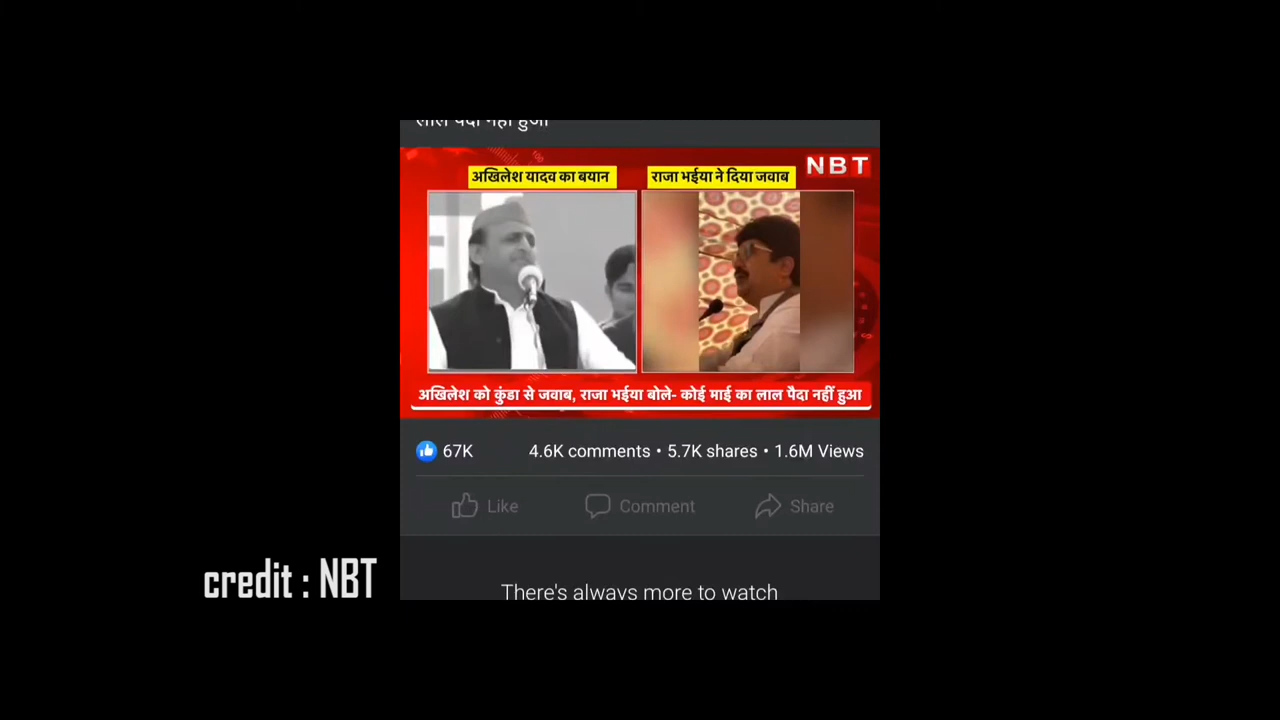 लाल पैदा नहीं हुआ
NBT
अखिलेश यादव का बयान
राजा भईया ने दिया जवाब
अखिलेश को कुंडा से जवाब, राजा भईया बोले- कोई माई का लाल पैदा नहीं हुआ
67K 4.6K comments • 5.7K shares • 1.6M Views
Like Comment Share
credit : NBT
There's always more to watch